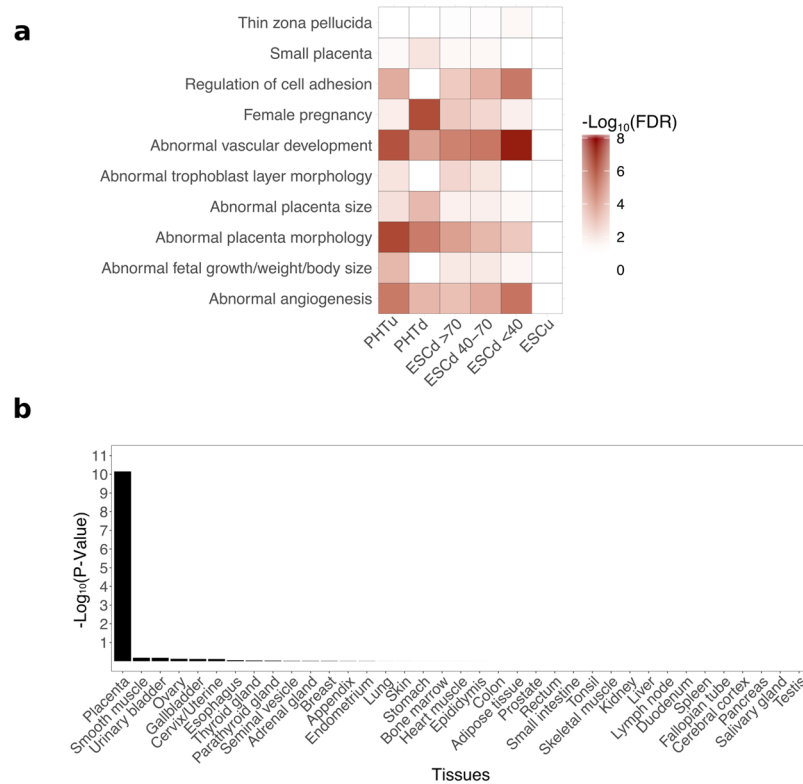 a
Thin zona pellucida
Small placenta
Regulation of cell adhesion
Female pregnancy
Abnormal vascular development
Abnormal trophoblast layer morphology
Abnormal placenta size
Abnormal placenta morphology
Abnormal fetal growth/weight/body size
Abnormal angiogenesis
PHTu
PHTd
ESCd >70
ESCd 40–70
ESCd <40
ESCu
-Log10(FDR)
8
6
4
2
0
b
11
10
9
8
7
6
5
4
3
2
1
-Log10(P-Value)
Placenta
Smooth muscle
Urinary bladder
Ovary
Gallbladder
Cervix/Uterine
Esophagus
Thyroid gland
Parathyroid gland
Seminal vesicle
Adrenal gland
Breast
Appendix
Endometrium
Lung
Skin
Stomach
Bone marrow
Heart muscle
Epididymis
Colon
Adipose tissue
Prostate
Rectum
Small intestine
Tonsil
Skeletal muscle
Kidney
Liver
Lymph node
Duodenum
Spleen
Fallopian tube
Cerebral cortex
Pancreas
Salivary gland
Testis
Tissues